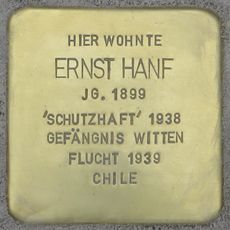 HIER WOHNTE
ERNST HANF
JG. 1899
'SCHUTZHAFT' 1938
GEFÄNGNIS WITTEN
FLUCHT 1939
CHILE